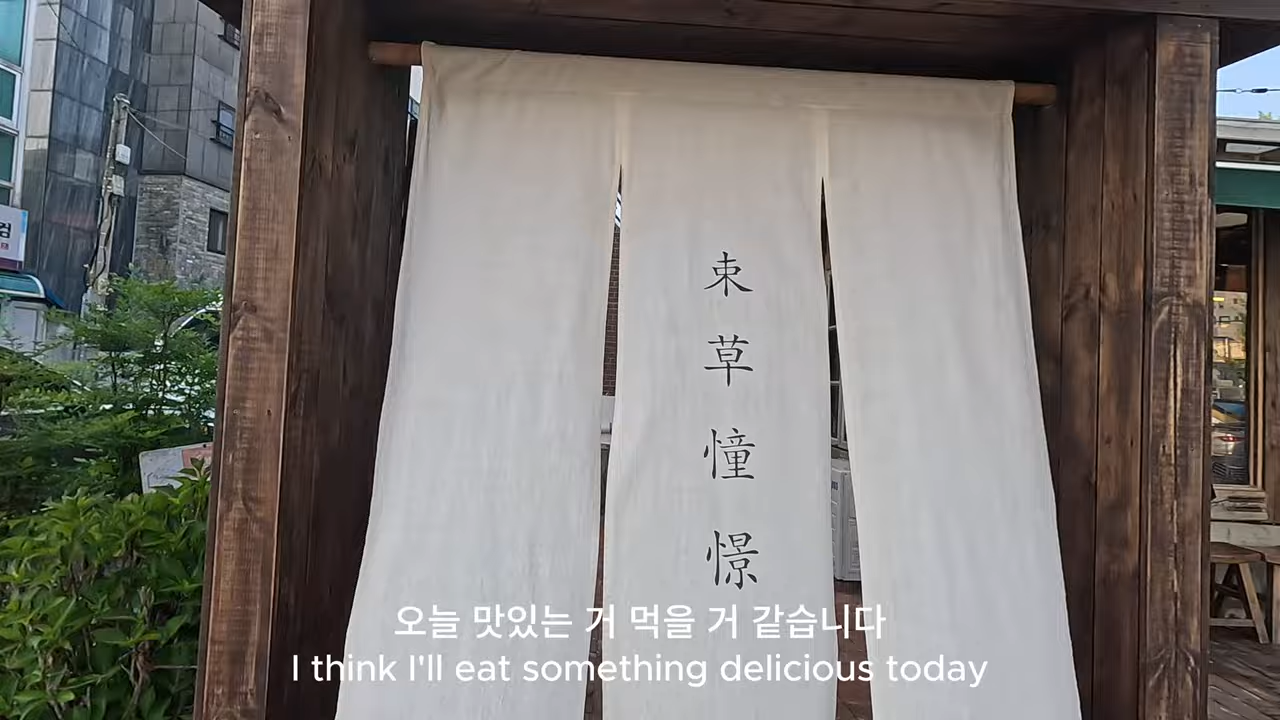 束
草
憧
憬
오늘 맛있는 거 먹을 거 같습니다
I think I'll eat something delicious today